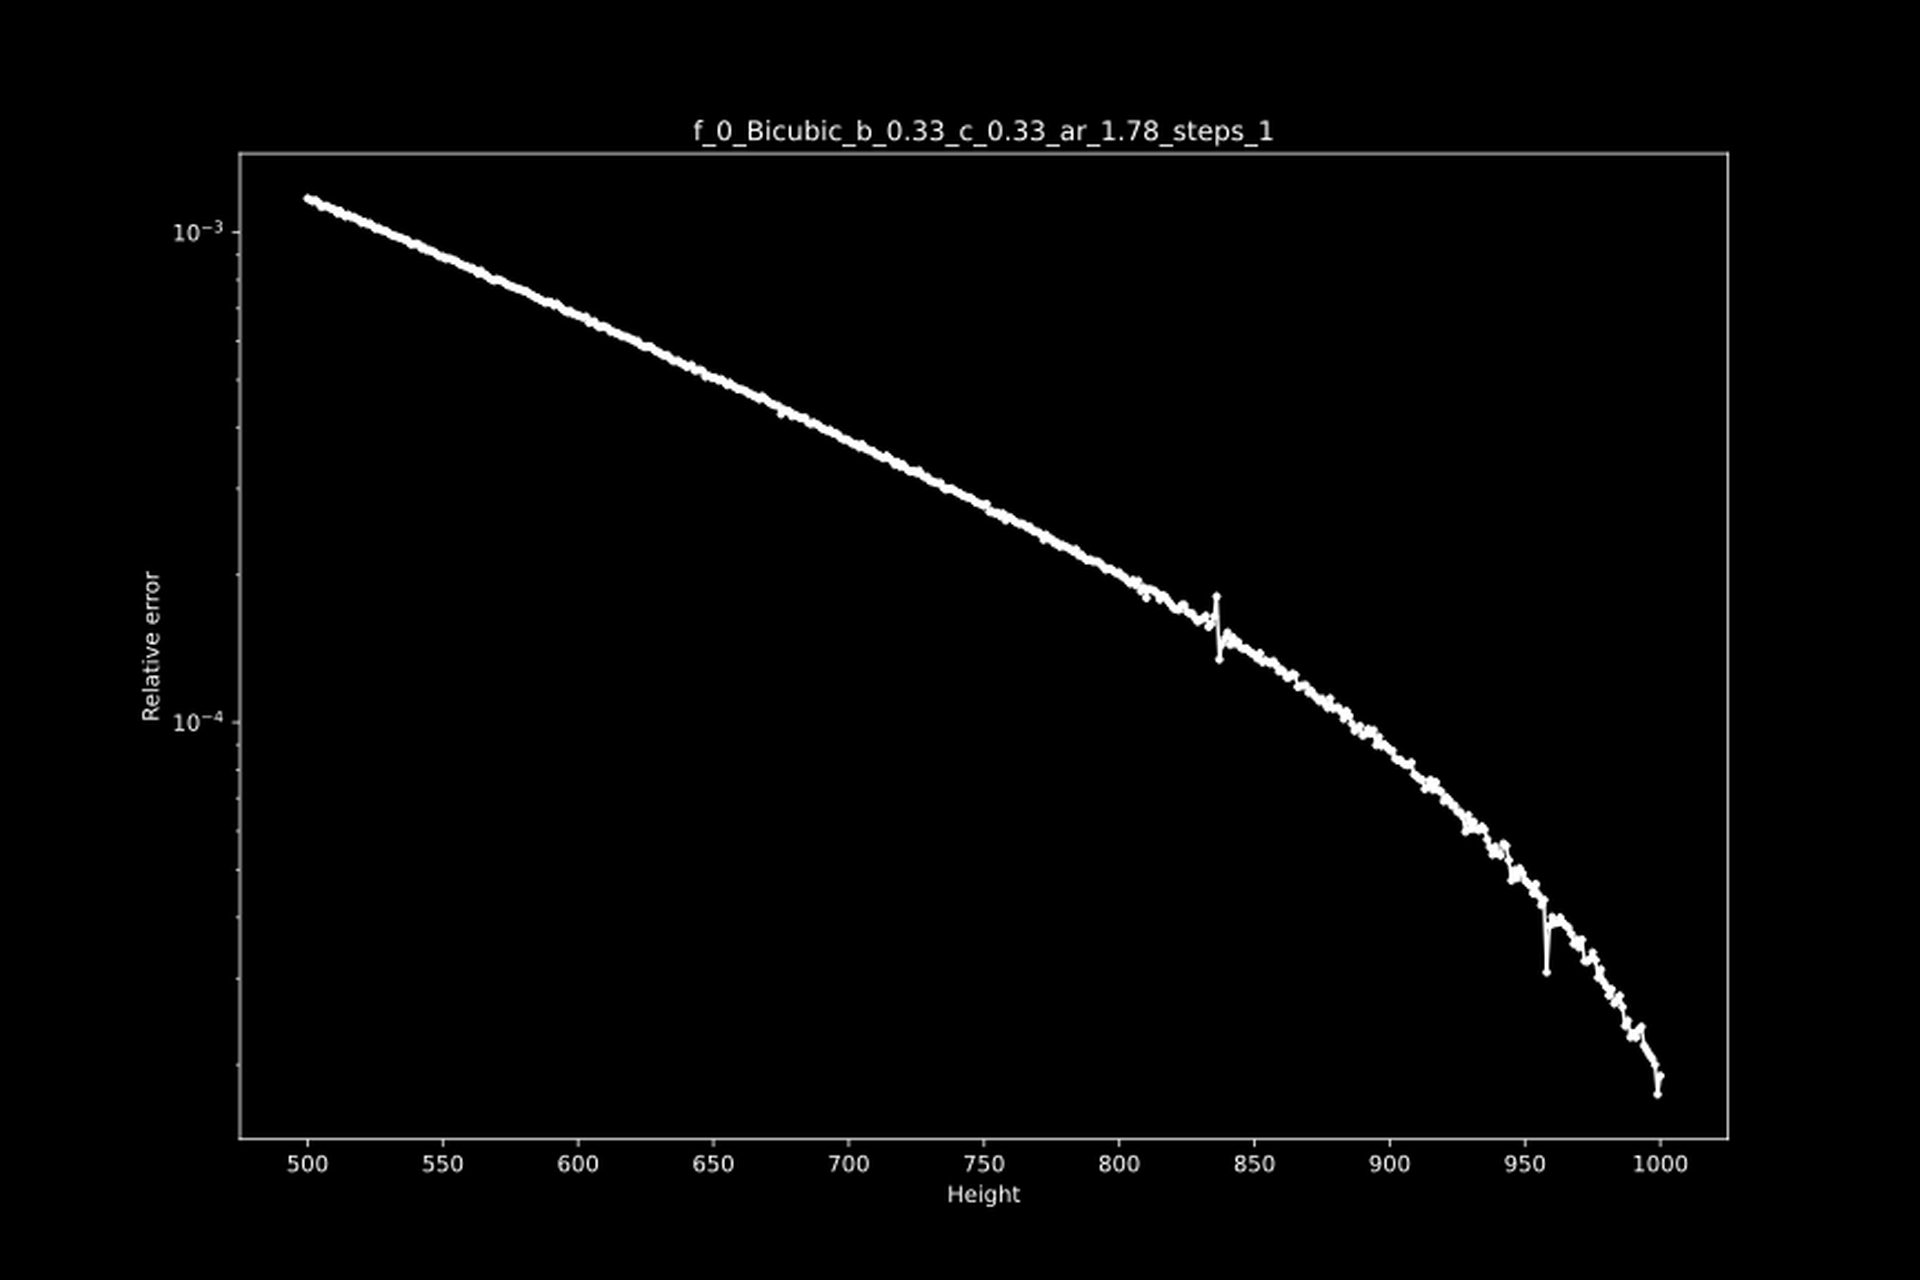 f_0_Bicubic_b_0.33_c_0.33_ar_1.78_steps_1
10⁻³
10⁻⁴
Relative error
500 550 600 650 700 750 800 850 900 950 1000
Height